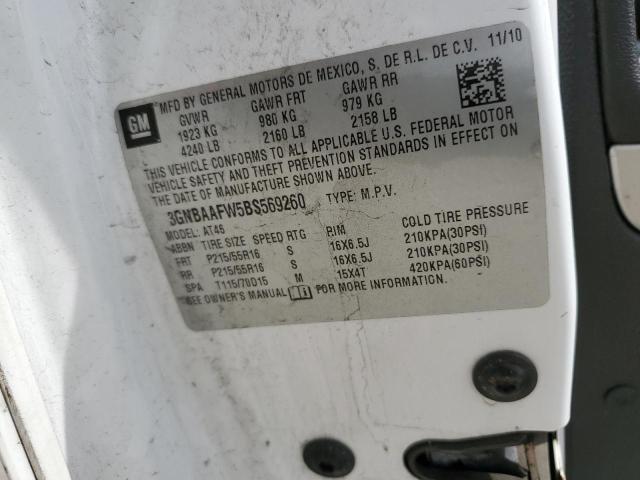 GM
MFD BY GENERAL MOTORS DE MEXICO, S. DE R.L. DE C.V. 11/10
GVWR GAWR FRT GAWR RR
1923 KG 980 KG 979 KG
4240 LB 2160 LB 2158 LB
THIS VEHICLE CONFORMS TO ALL APPLICABLE U.S. FEDERAL MOTOR
VEHICLE SAFETY AND THEFT PREVENTION STANDARDS IN EFFECT ON
THE DATE OF MANUFACTURE SHOWN ABOVE.
3GNBAAFW5BS569260 TYPE: M.P.V.
MODEL: AT46
ABBN TIRE SIZE SPEED RTG RIM COLD TIRE PRESSURE
FRT P215/55R16 S 16X6.5J 210KPA(30PSI)
RR P215/55R16 S 16X6.5J 210KPA(30PSI)
SPA T115/70D15 M 15X4T 420KPA(60PSI)
SEE OWNER'S MANUAL FOR MORE INFORMATION.